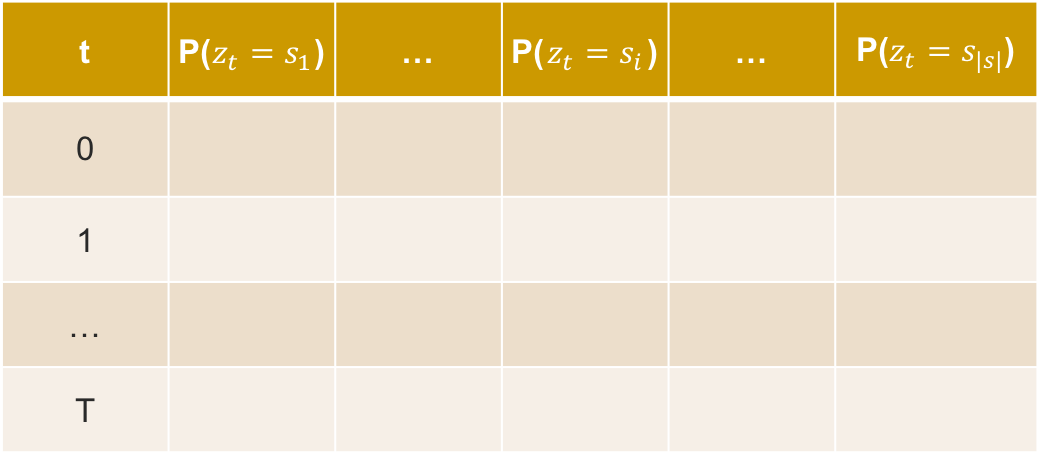 t P(z_t = s_1) ... P(z_t = s_i) ... P(z_t = s_|s|)
0
1
...
T